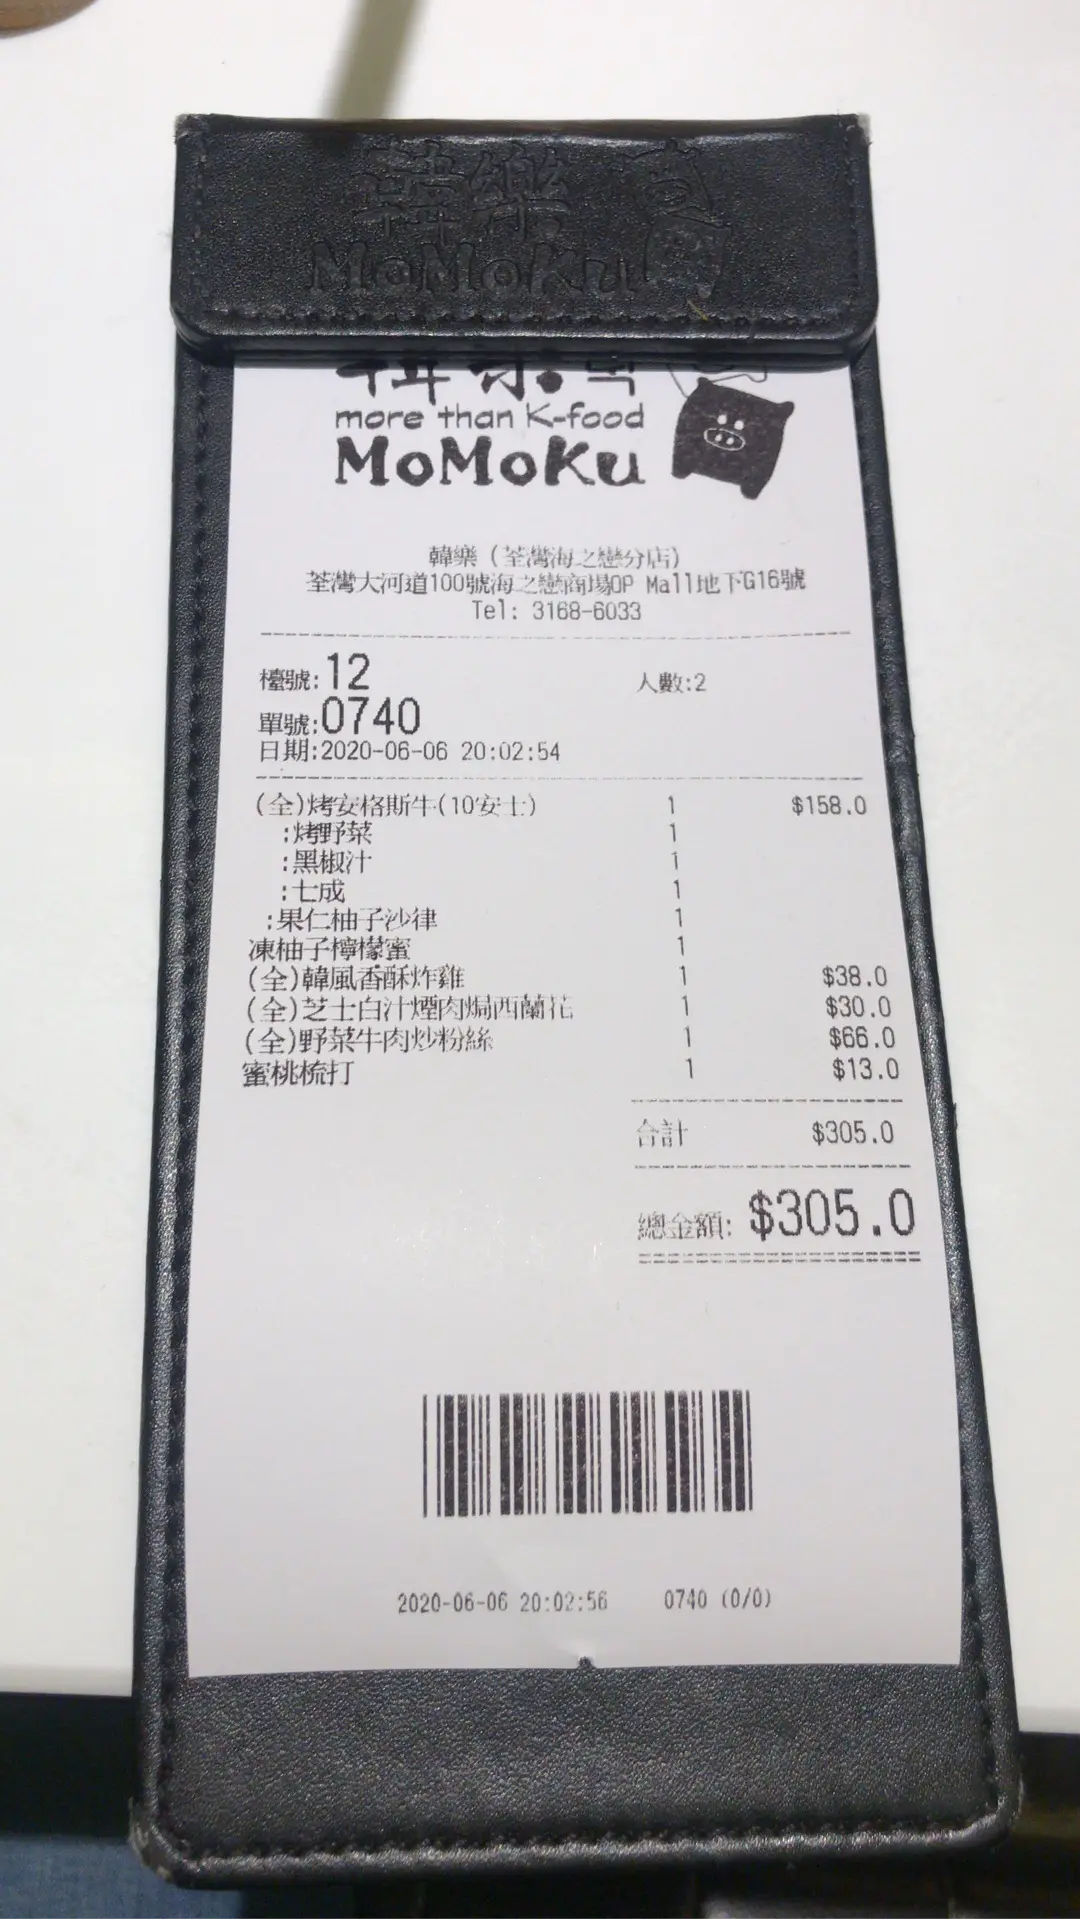 韓樂
MoMoKu
more than K-food
MoMoKu
韓樂 (荃灣海之戀分店)
荃灣大河道100號海之戀商場OP Mall地下G16號
Tel: 3168-6033
檯號:12 人數:2
單號:0740
日期:2020-06-06 20:02:54
(全)烤安格斯牛(10安士) 1 $158.0
:烤野菜 1
:黑椒汁 1
:七成 1
:果仁柚子沙律 1
凍柚子檸檬蜜 1
(全)韓風香酥炸雞 1 $38.0
(全)芝士白汁煙肉焗西蘭花 1 $30.0
(全)野菜牛肉炒粉絲 1 $66.0
蜜桃梳打 1 $13.0
合計 $305.0
總金額: $305.0
2020-06-06 20:02:56 0740 (0/0)